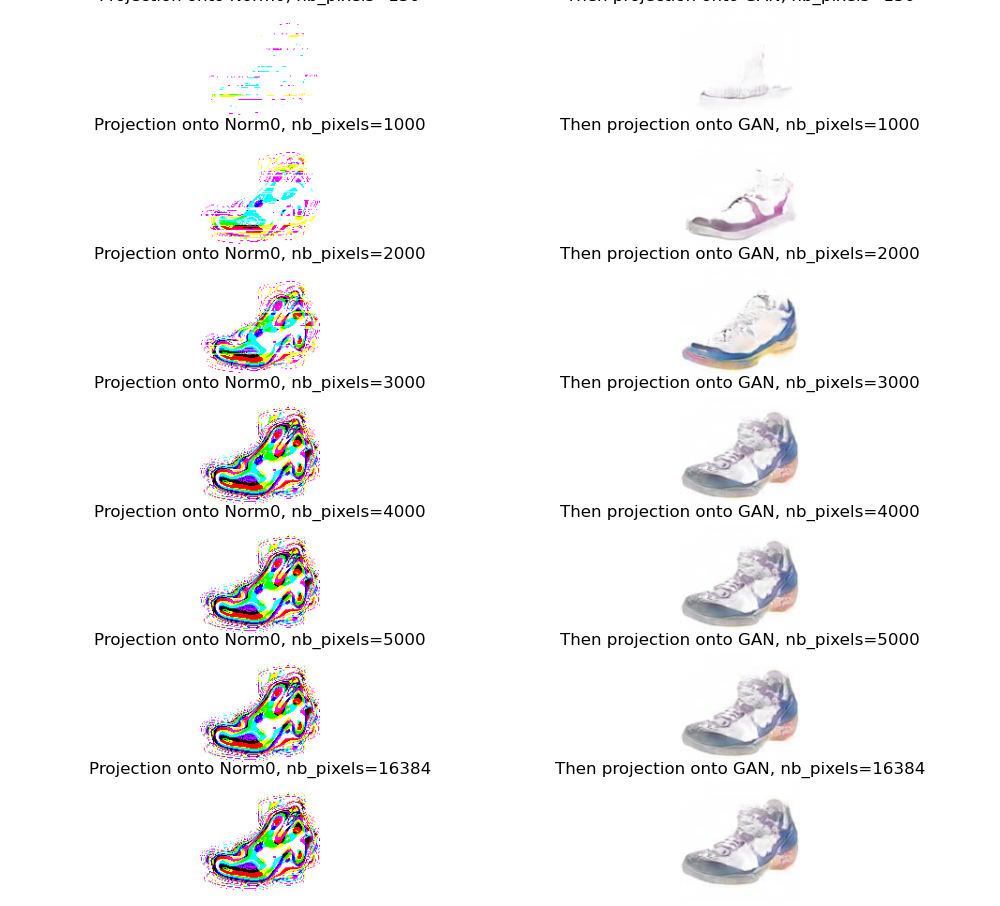 Projection onto Norm0, nb_pixels=1000 Then projection onto GAN, nb_pixels=1000
Projection onto Norm0, nb_pixels=2000 Then projection onto GAN, nb_pixels=2000
Projection onto Norm0, nb_pixels=3000 Then projection onto GAN, nb_pixels=3000
Projection onto Norm0, nb_pixels=4000 Then projection onto GAN, nb_pixels=4000
Projection onto Norm0, nb_pixels=5000 Then projection onto GAN, nb_pixels=5000
Projection onto Norm0, nb_pixels=16384 Then projection onto GAN, nb_pixels=16384